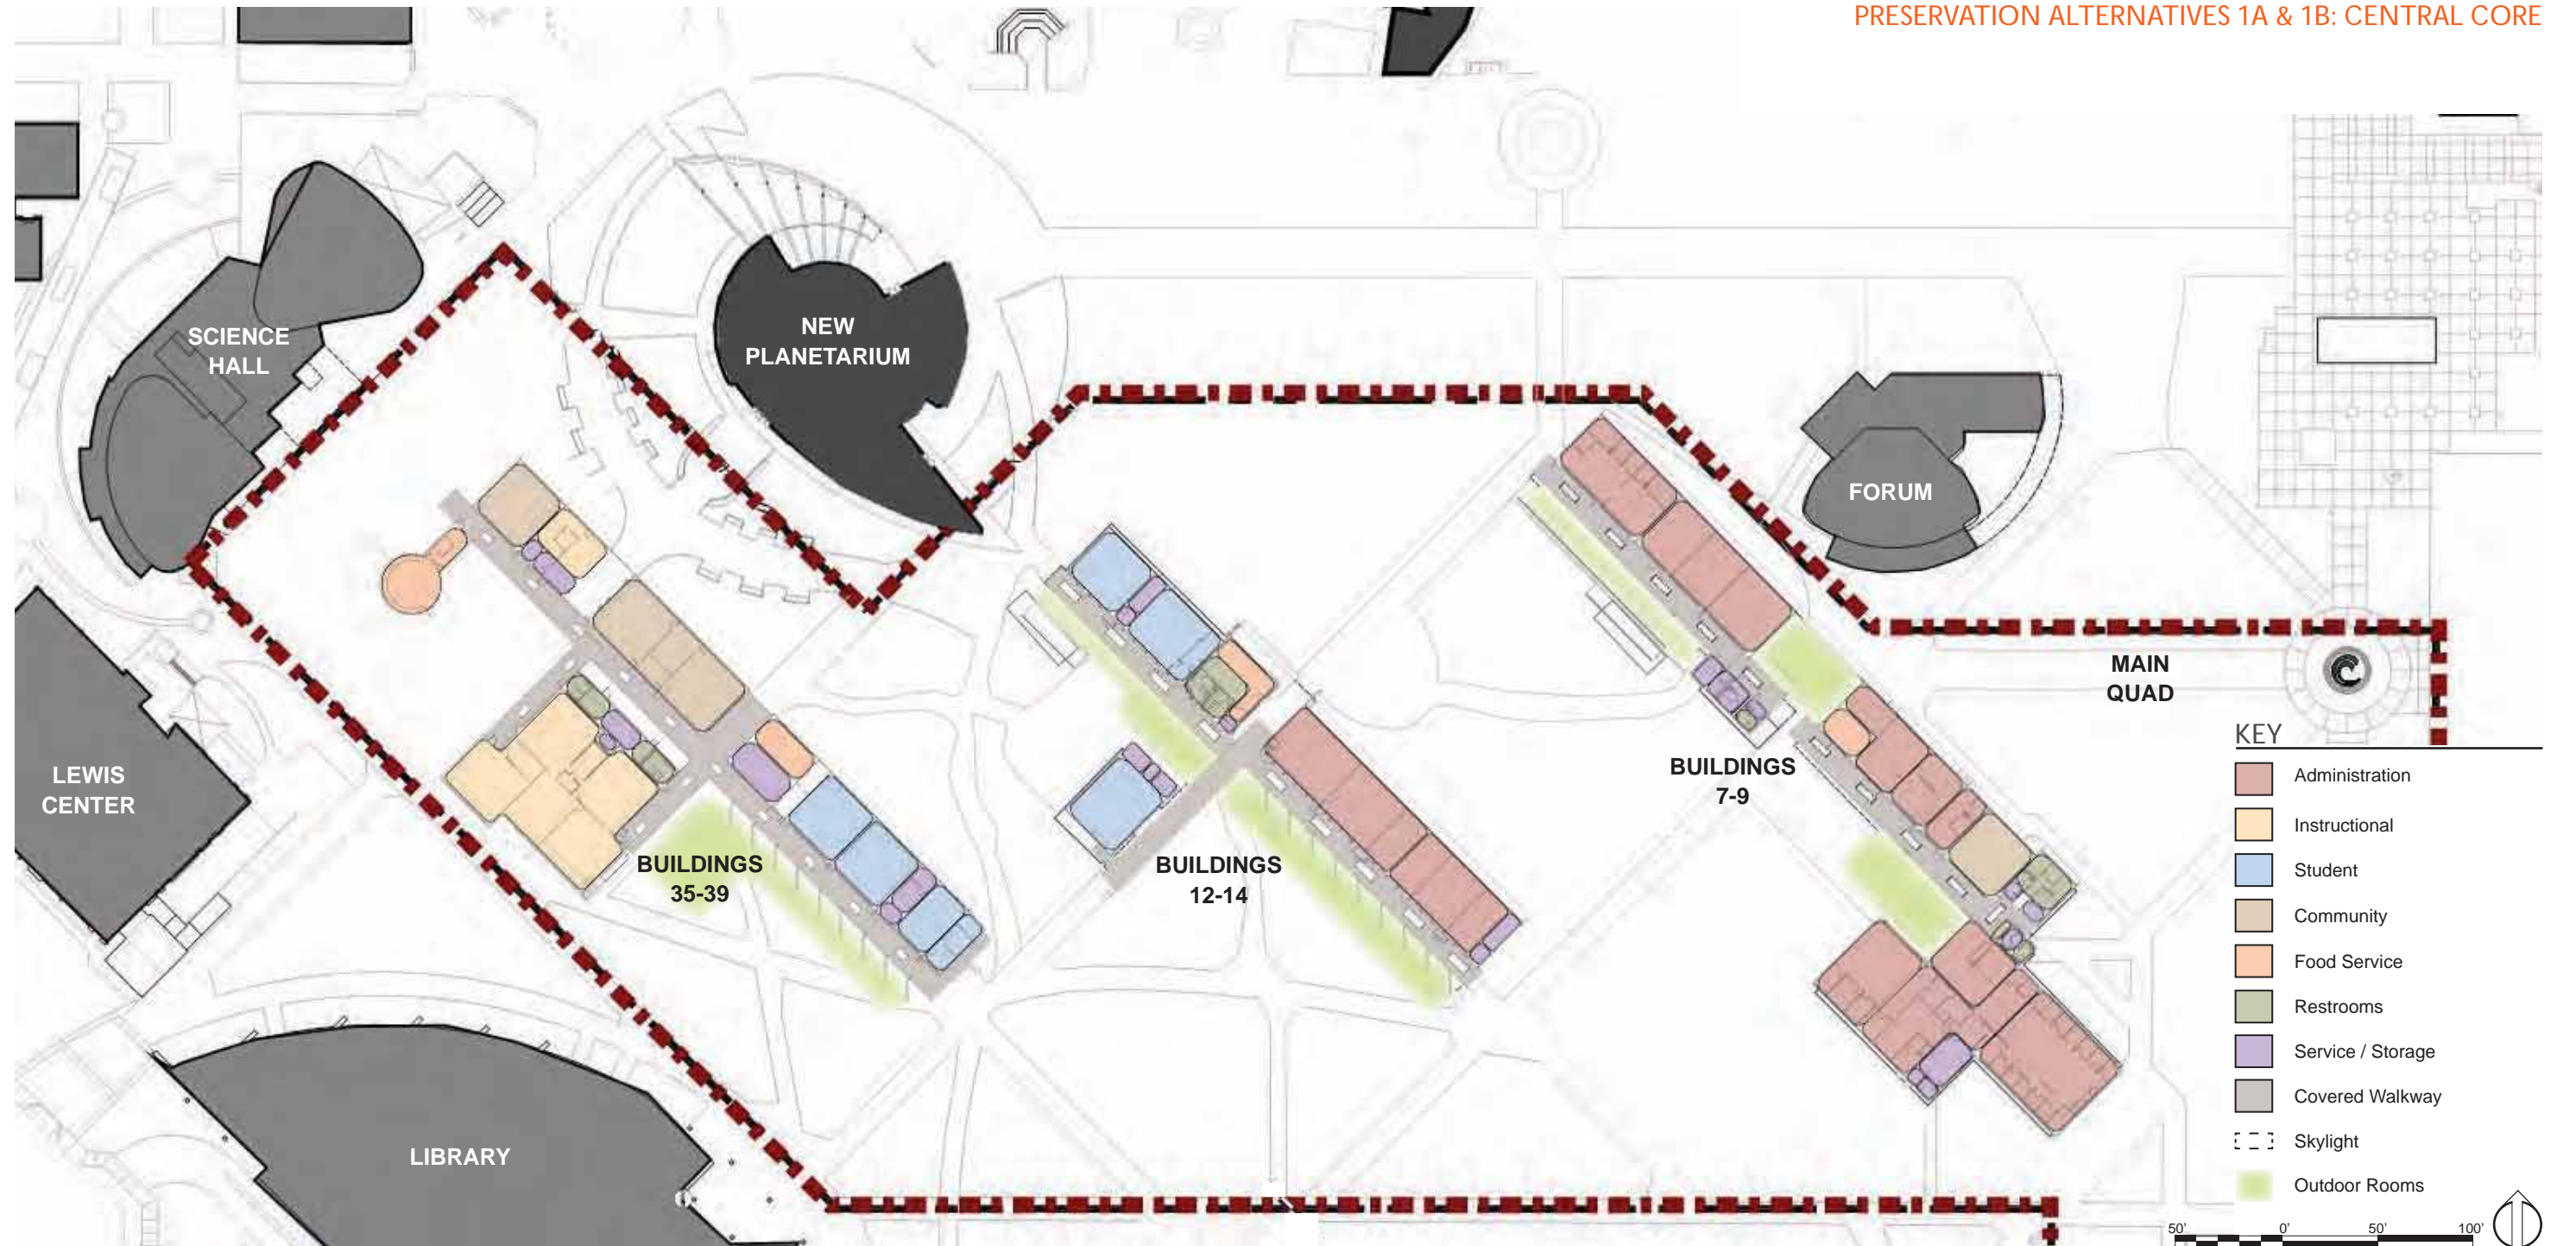 PRESERVATION ALTERNATIVES 1A & 1B: CENTRAL CORE
SCIENCE
HALL
NEW
PLANETARIUM
FORUM
MAIN
QUAD
LEWIS
CENTER
BUILDINGS
35-39
BUILDINGS
12-14
BUILDINGS
7-9
LIBRARY
KEY
Administration
Instructional
Student
Community
Food Service
Restrooms
Service / Storage
Covered Walkway
Skylight
Outdoor Rooms
50' 0' 50' 100'